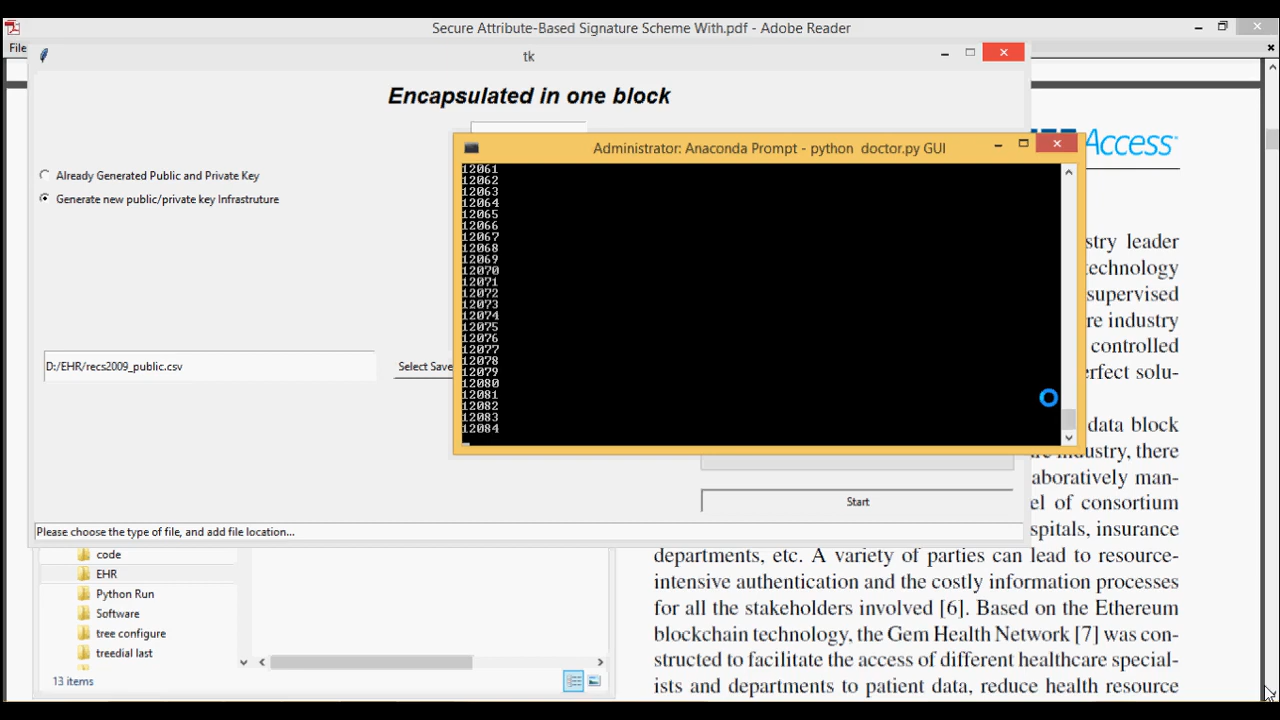 Secure Attribute-Based Signature Scheme With.pdf - Adobe Reader
File
tk
Encapsulated in one block
Access
Administrator: Anaconda Prompt - python doctor.py GUI
Already Generated Public and Private Key
Generate new public/private key Infrastruture
12061
12062
12063
12064
12065
12066
12067
12068
12069
12070
12071
12072
12073
12074
12075
12076
12077
12078
12079
12080
12081
12082
12083
12084
D:/EHR/recs2009_public.csv
Select Save
Start
Please choose the type of file, and add file location...
code
EHR
Python Run
Software
tree configure
treedial last
13 items
stry leader
technology
supervised
re industry
controlled
erfect solu-
data block
industry, there
aboratively man-
el of consortium
spitals, insurance
departments, etc. A variety of parties can lead to resource-
intensive authentication and the costly information processes
for all the stakeholders involved [6]. Based on the Ethereum
blockchain technology, the Gem Health Network [7] was con-
structed to facilitate the access of different healthcare special-
ists and departments to patient data, reduce health resource